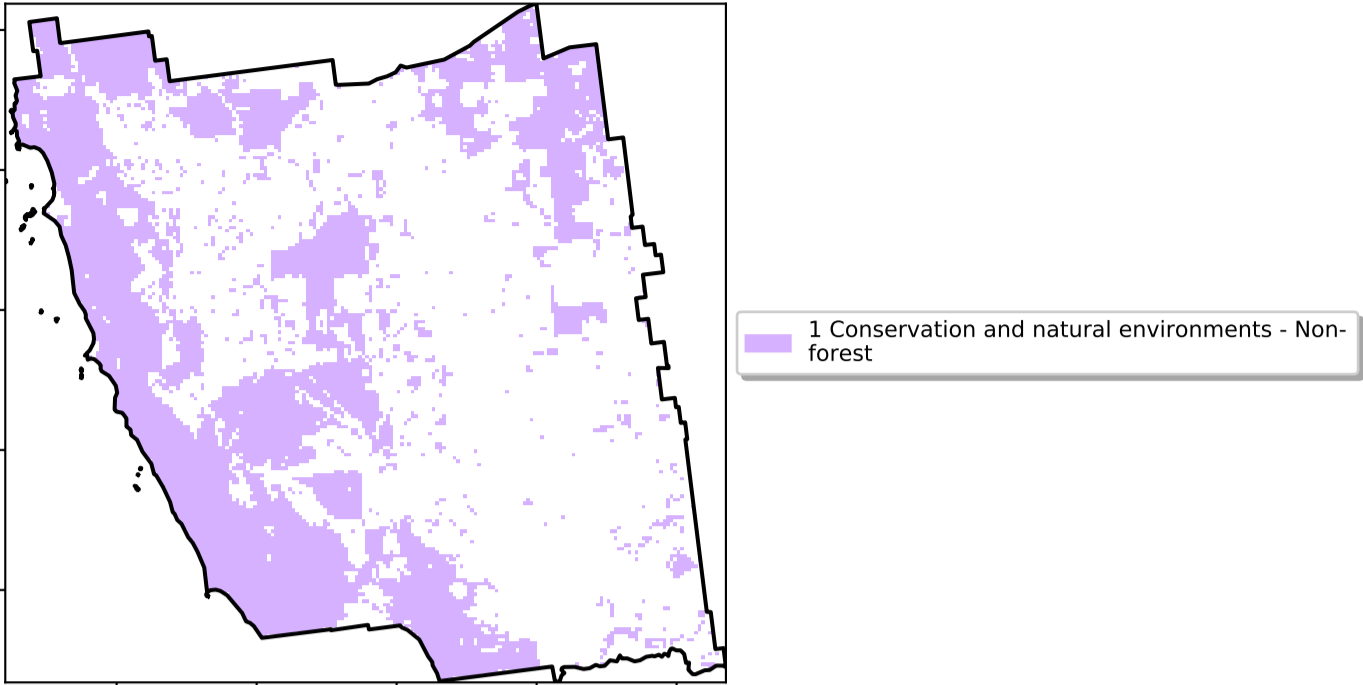 1 Conservation and natural environments - Non-
forest